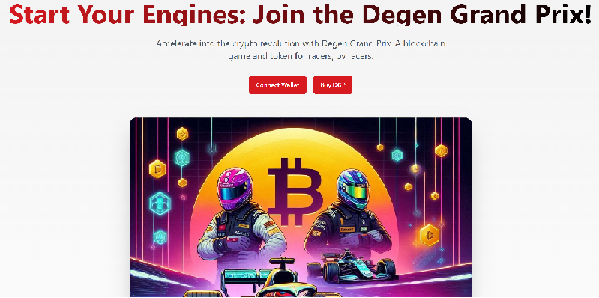 Start Your Engines: Join the Degen Grand Prix!
Accelerate into the crypto revolution with Degen Grand Prix. A blockchain
game and token for racers, by racers.
Connect Wallet
Buy